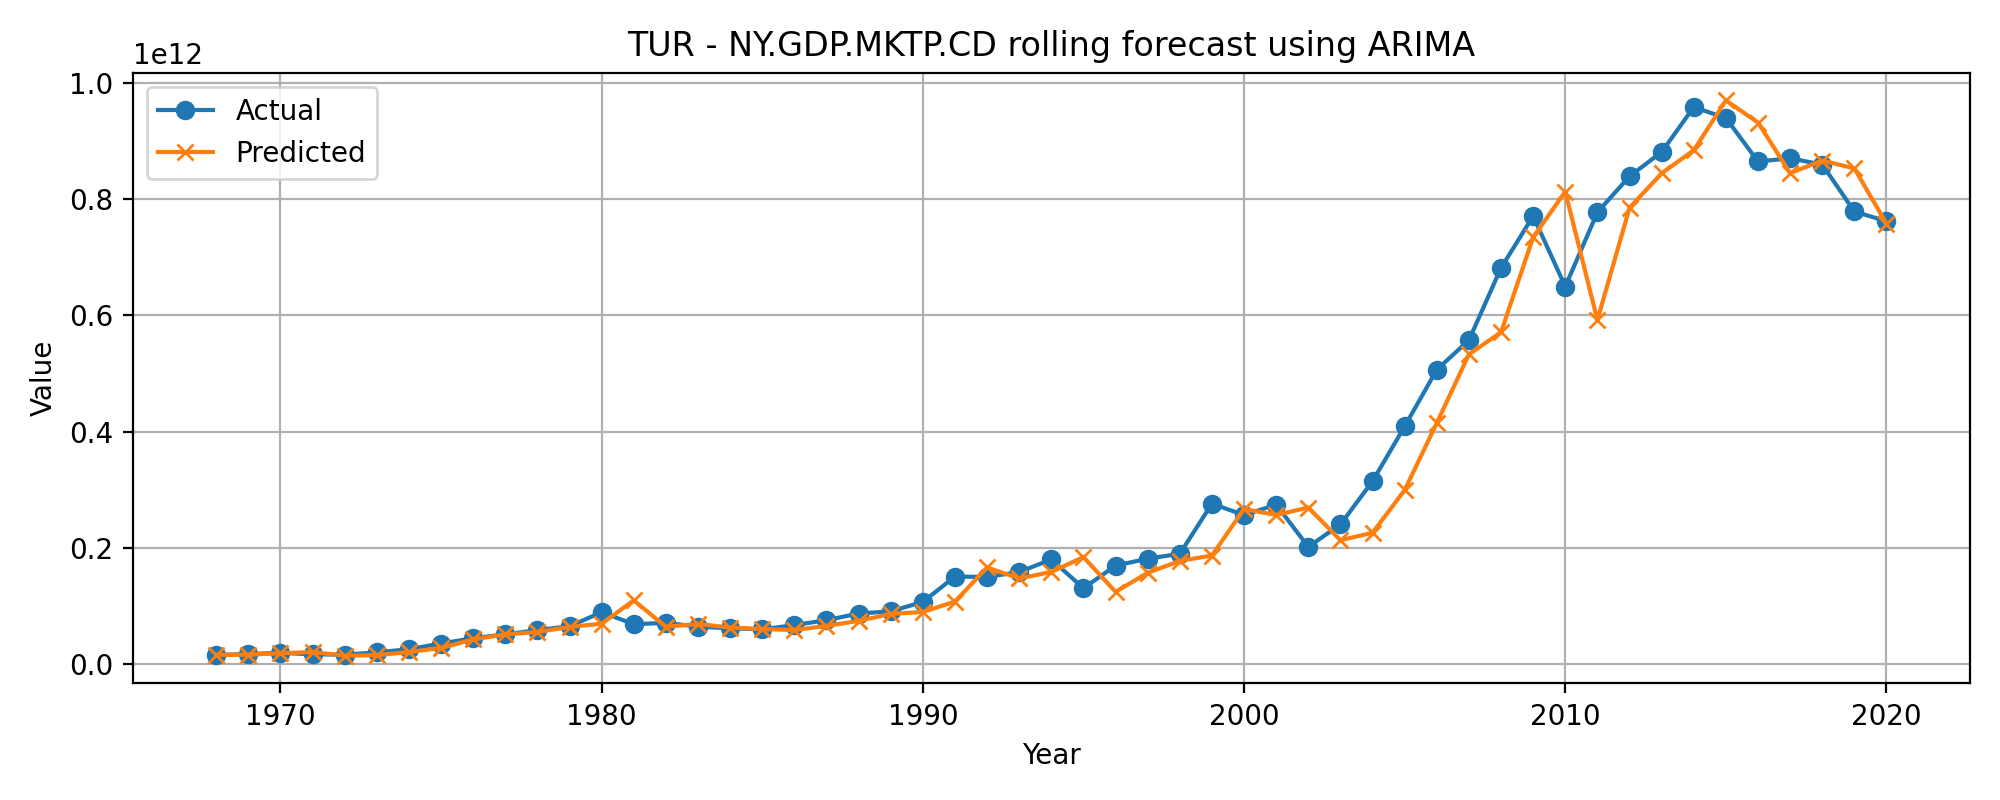 TUR - NY.GDP.MKTP.CD rolling forecast using ARIMA
1e12
1.0
0.8
0.6
0.4
0.2
0.0
Value
Actual
Predicted
1970 1980 1990 2000 2010 2020
Year